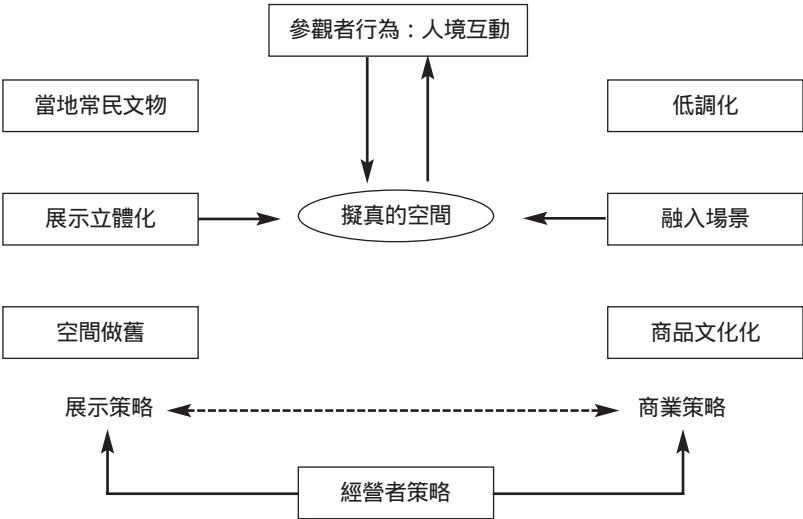 參觀者行為：人境互動
當地常民文物
低調化
展示立體化
擬真的空間
融入場景
空間做舊
商品文化化
展示策略
商業策略
經營者策略